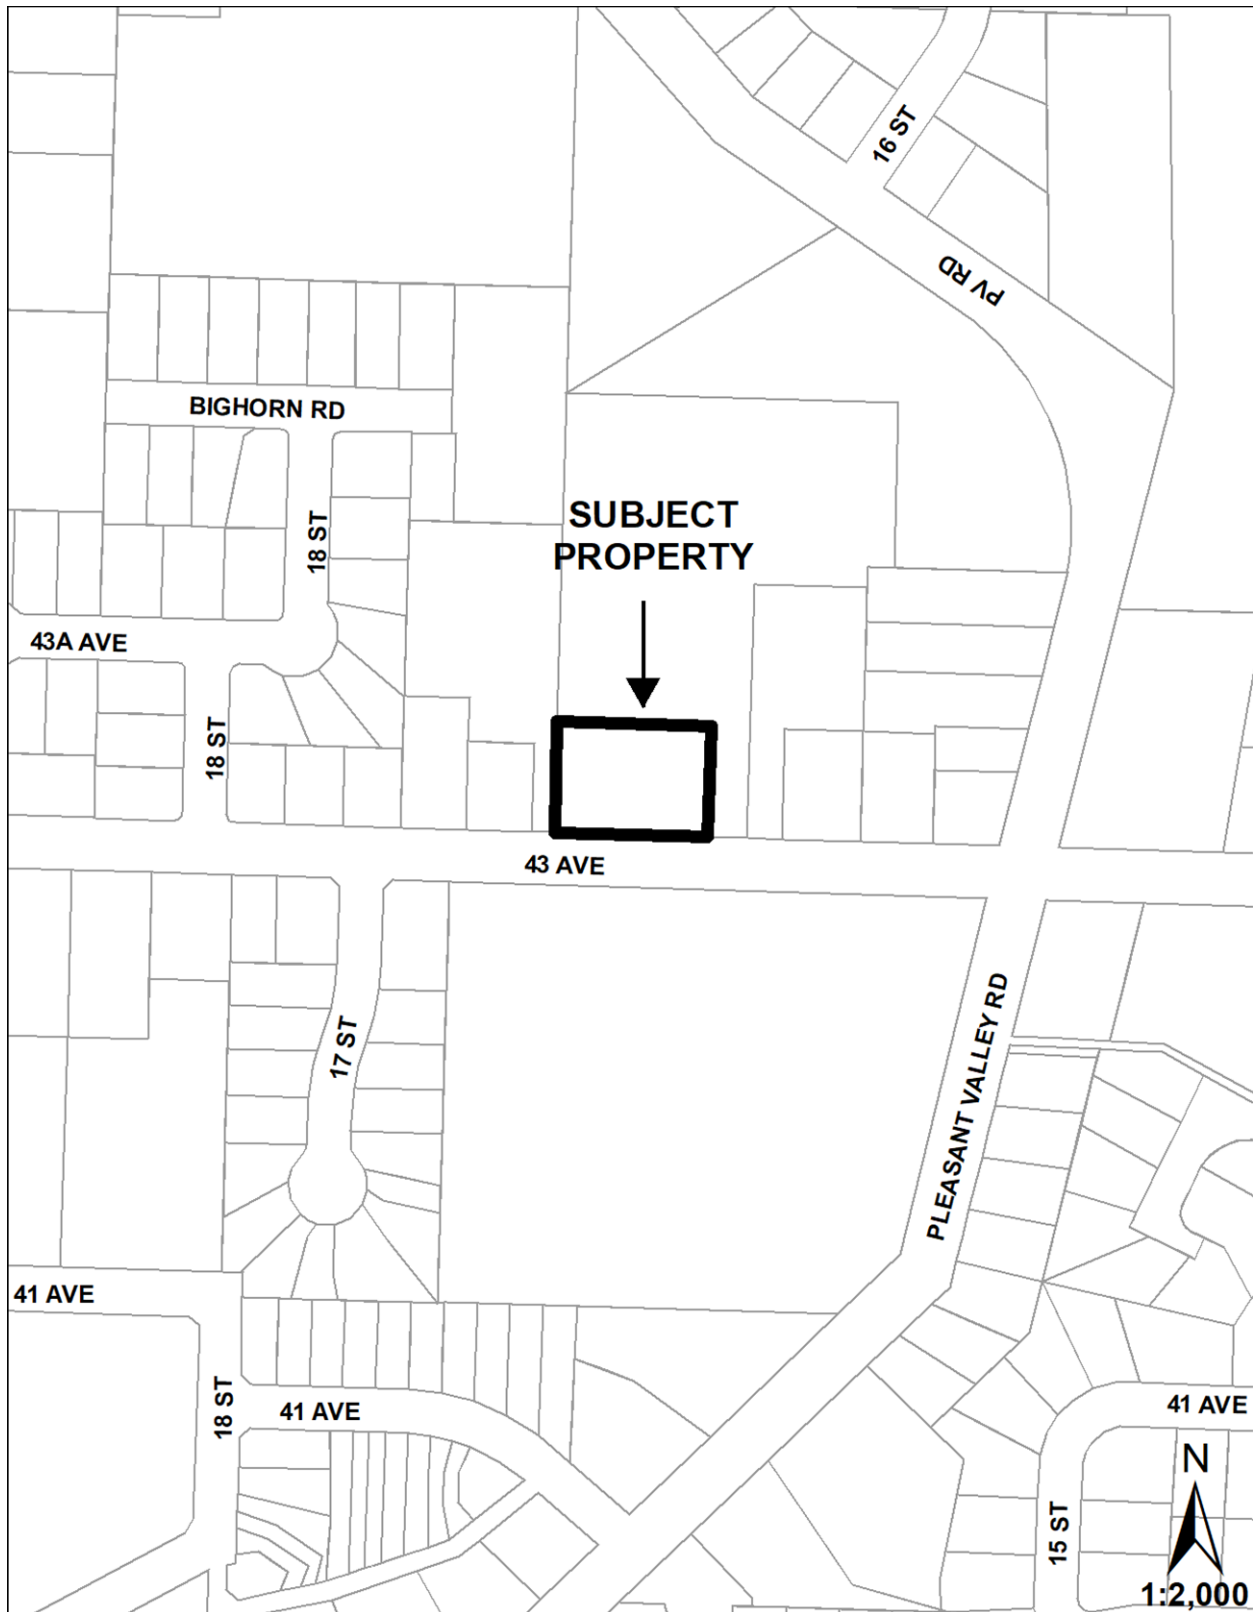 16 ST
PV RD
BIGHORN RD
SUBJECT
PROPERTY
18 ST
43A AVE
18 ST
43 AVE
17 ST
PLEASANT VALLEY RD
41 AVE
18 ST
41 AVE
41 AVE
N
15 ST
1:2,000